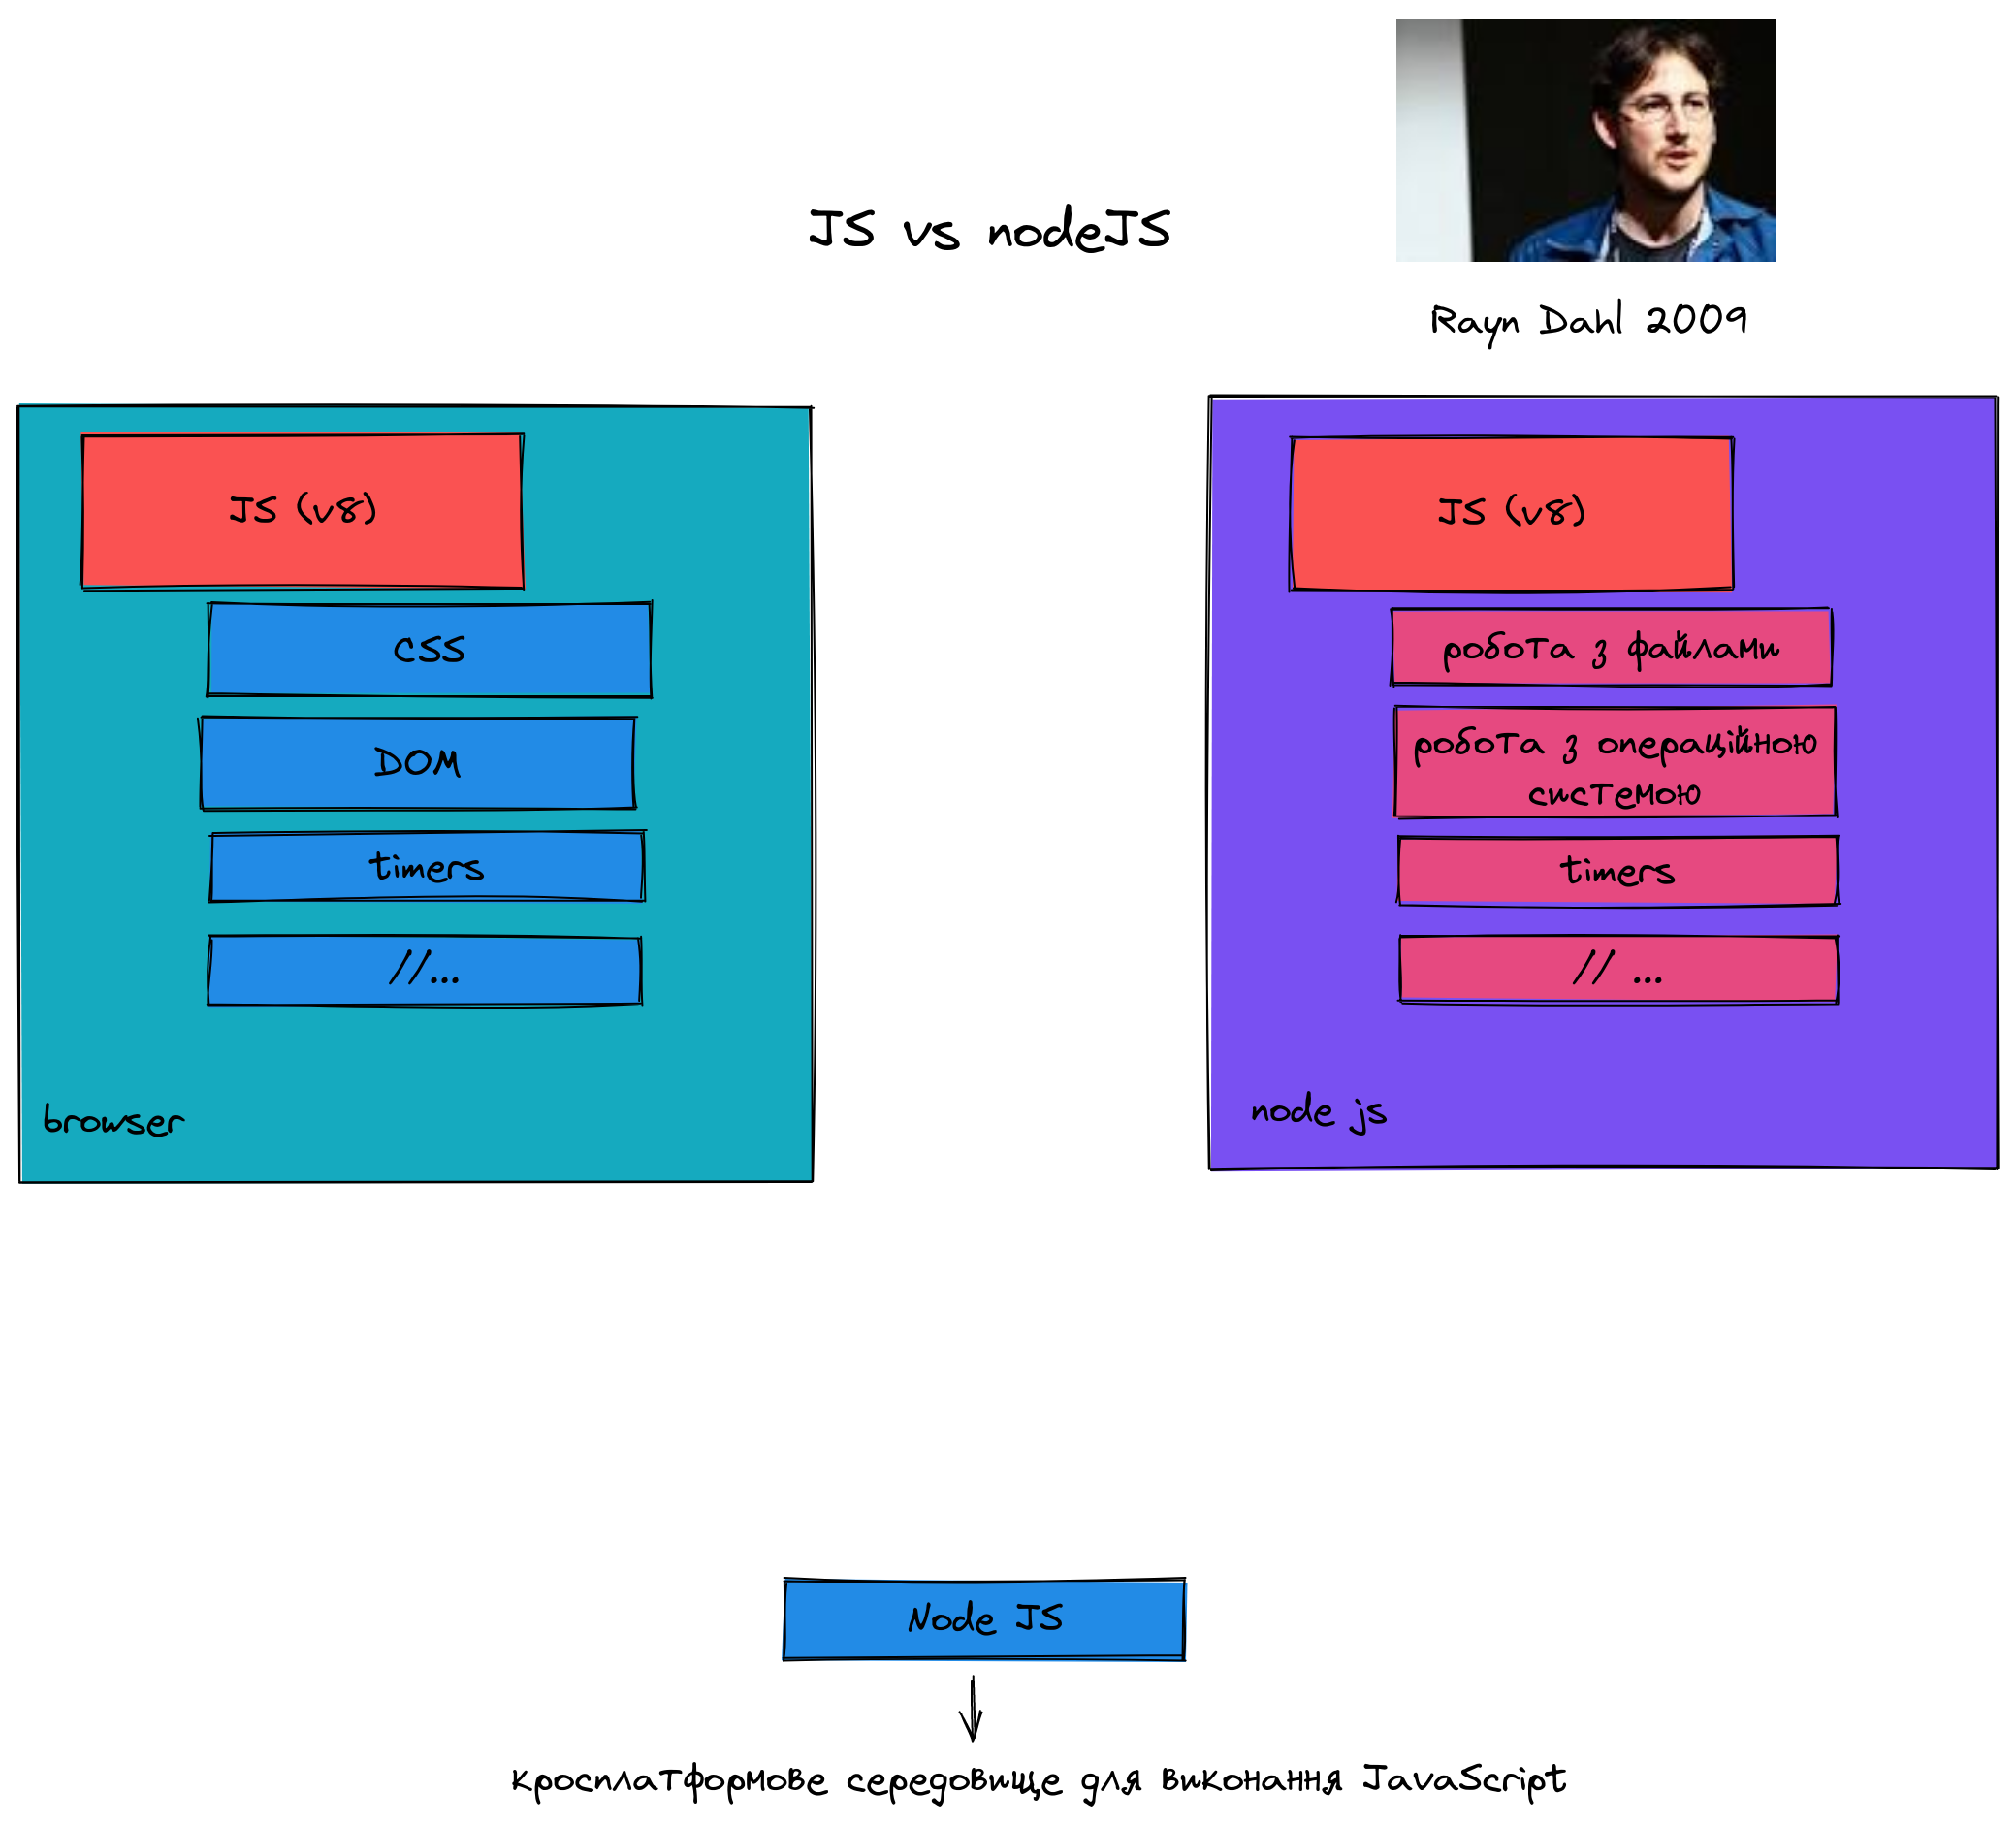 JS vs nodeJS
Rayn Dahl 2009
JS (v8)
CSS
DOM
timers
//...
browser
JS (v8)
робота з файлами
робота з операційною
системою
timers
// ...
node js
Node JS
кросплатформове середовище для виконання JavaScript